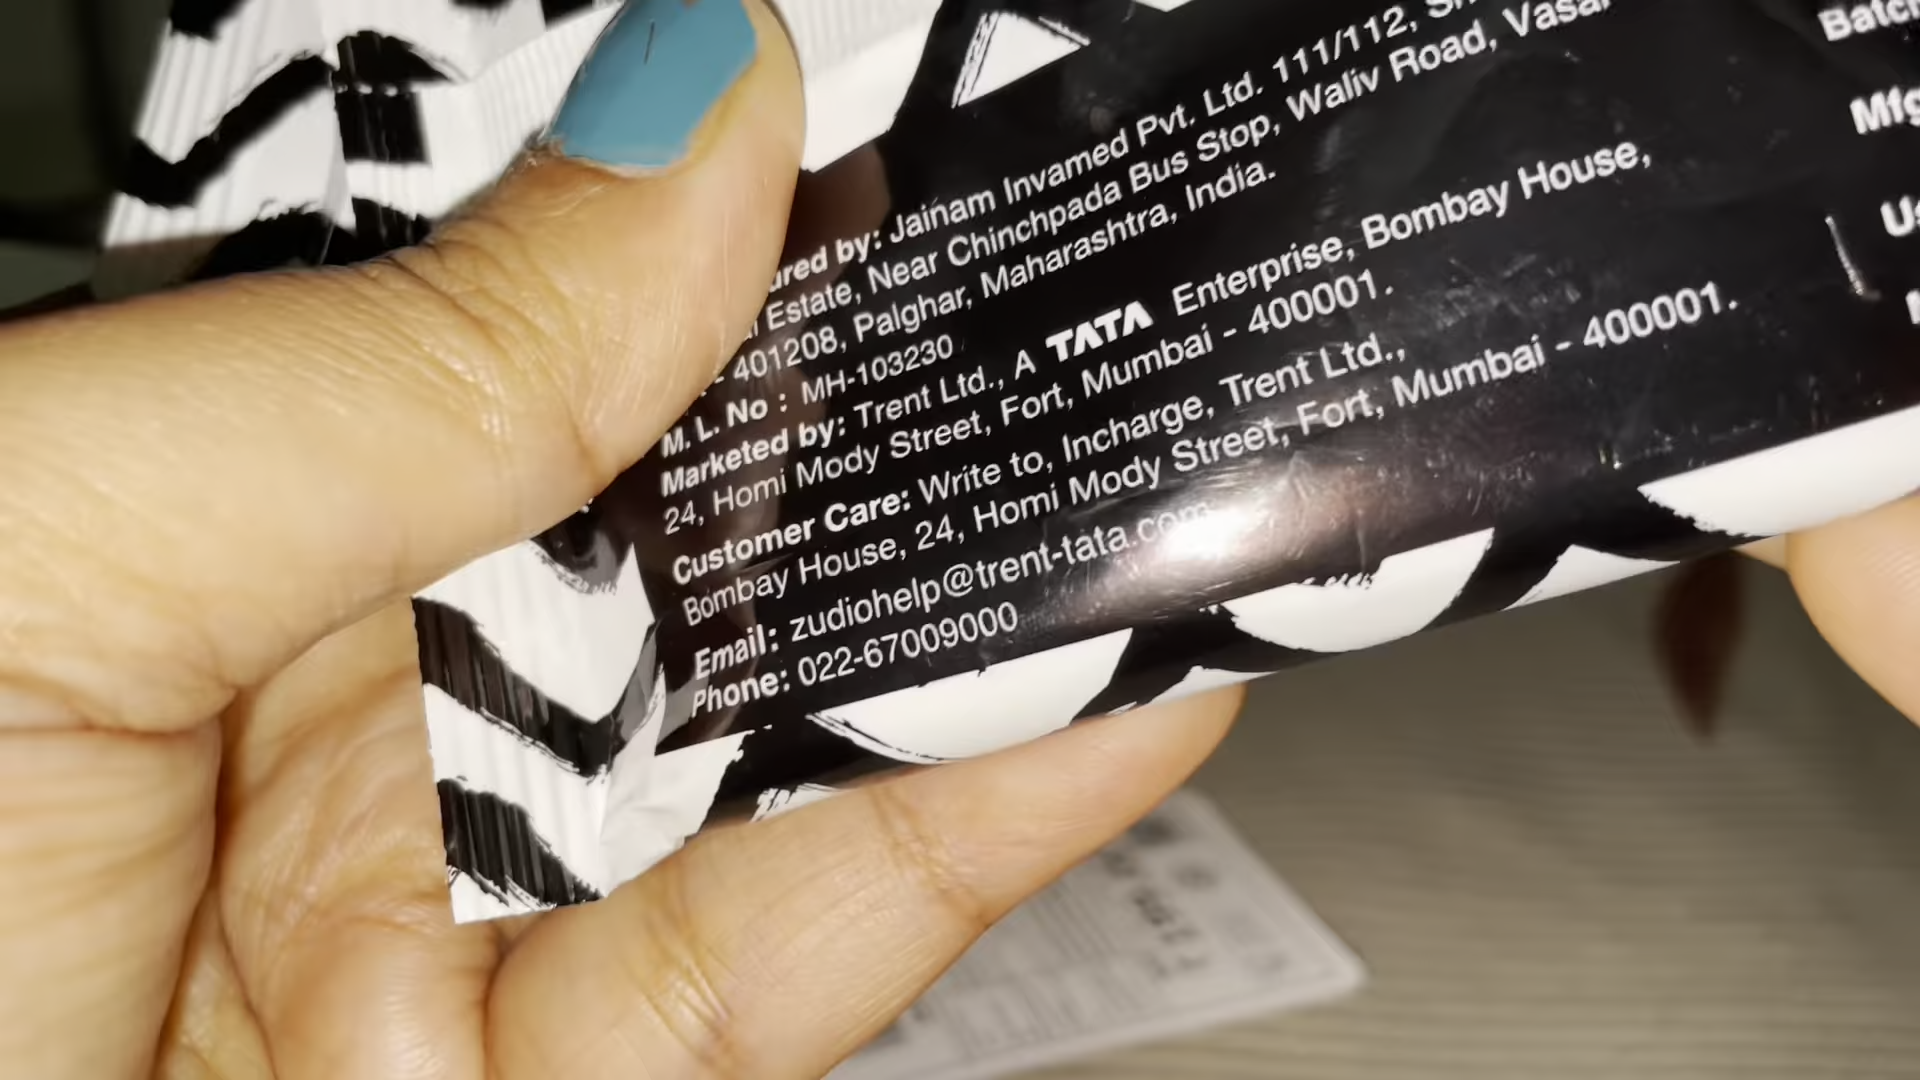 ured by: Jainam Invamed Pvt. Ltd. 111/112,
Estate, Near Chinchpada Bus Stop, Waliv Road, Vasai
- 401208, Palghar, Maharashtra, India.
M. L. No : MH-103230
Marketed by: Trent Ltd., A TATA Enterprise, Bombay House,
24, Homi Mody Street, Fort, Mumbai - 400001.
Customer Care: Write to, Incharge, Trent Ltd.,
Bombay House, 24, Homi Mody Street, Fort, Mumbai - 400001.
Email: zudiohelp@trent-tata.com
Phone: 022-67009000
Batch
Mfg